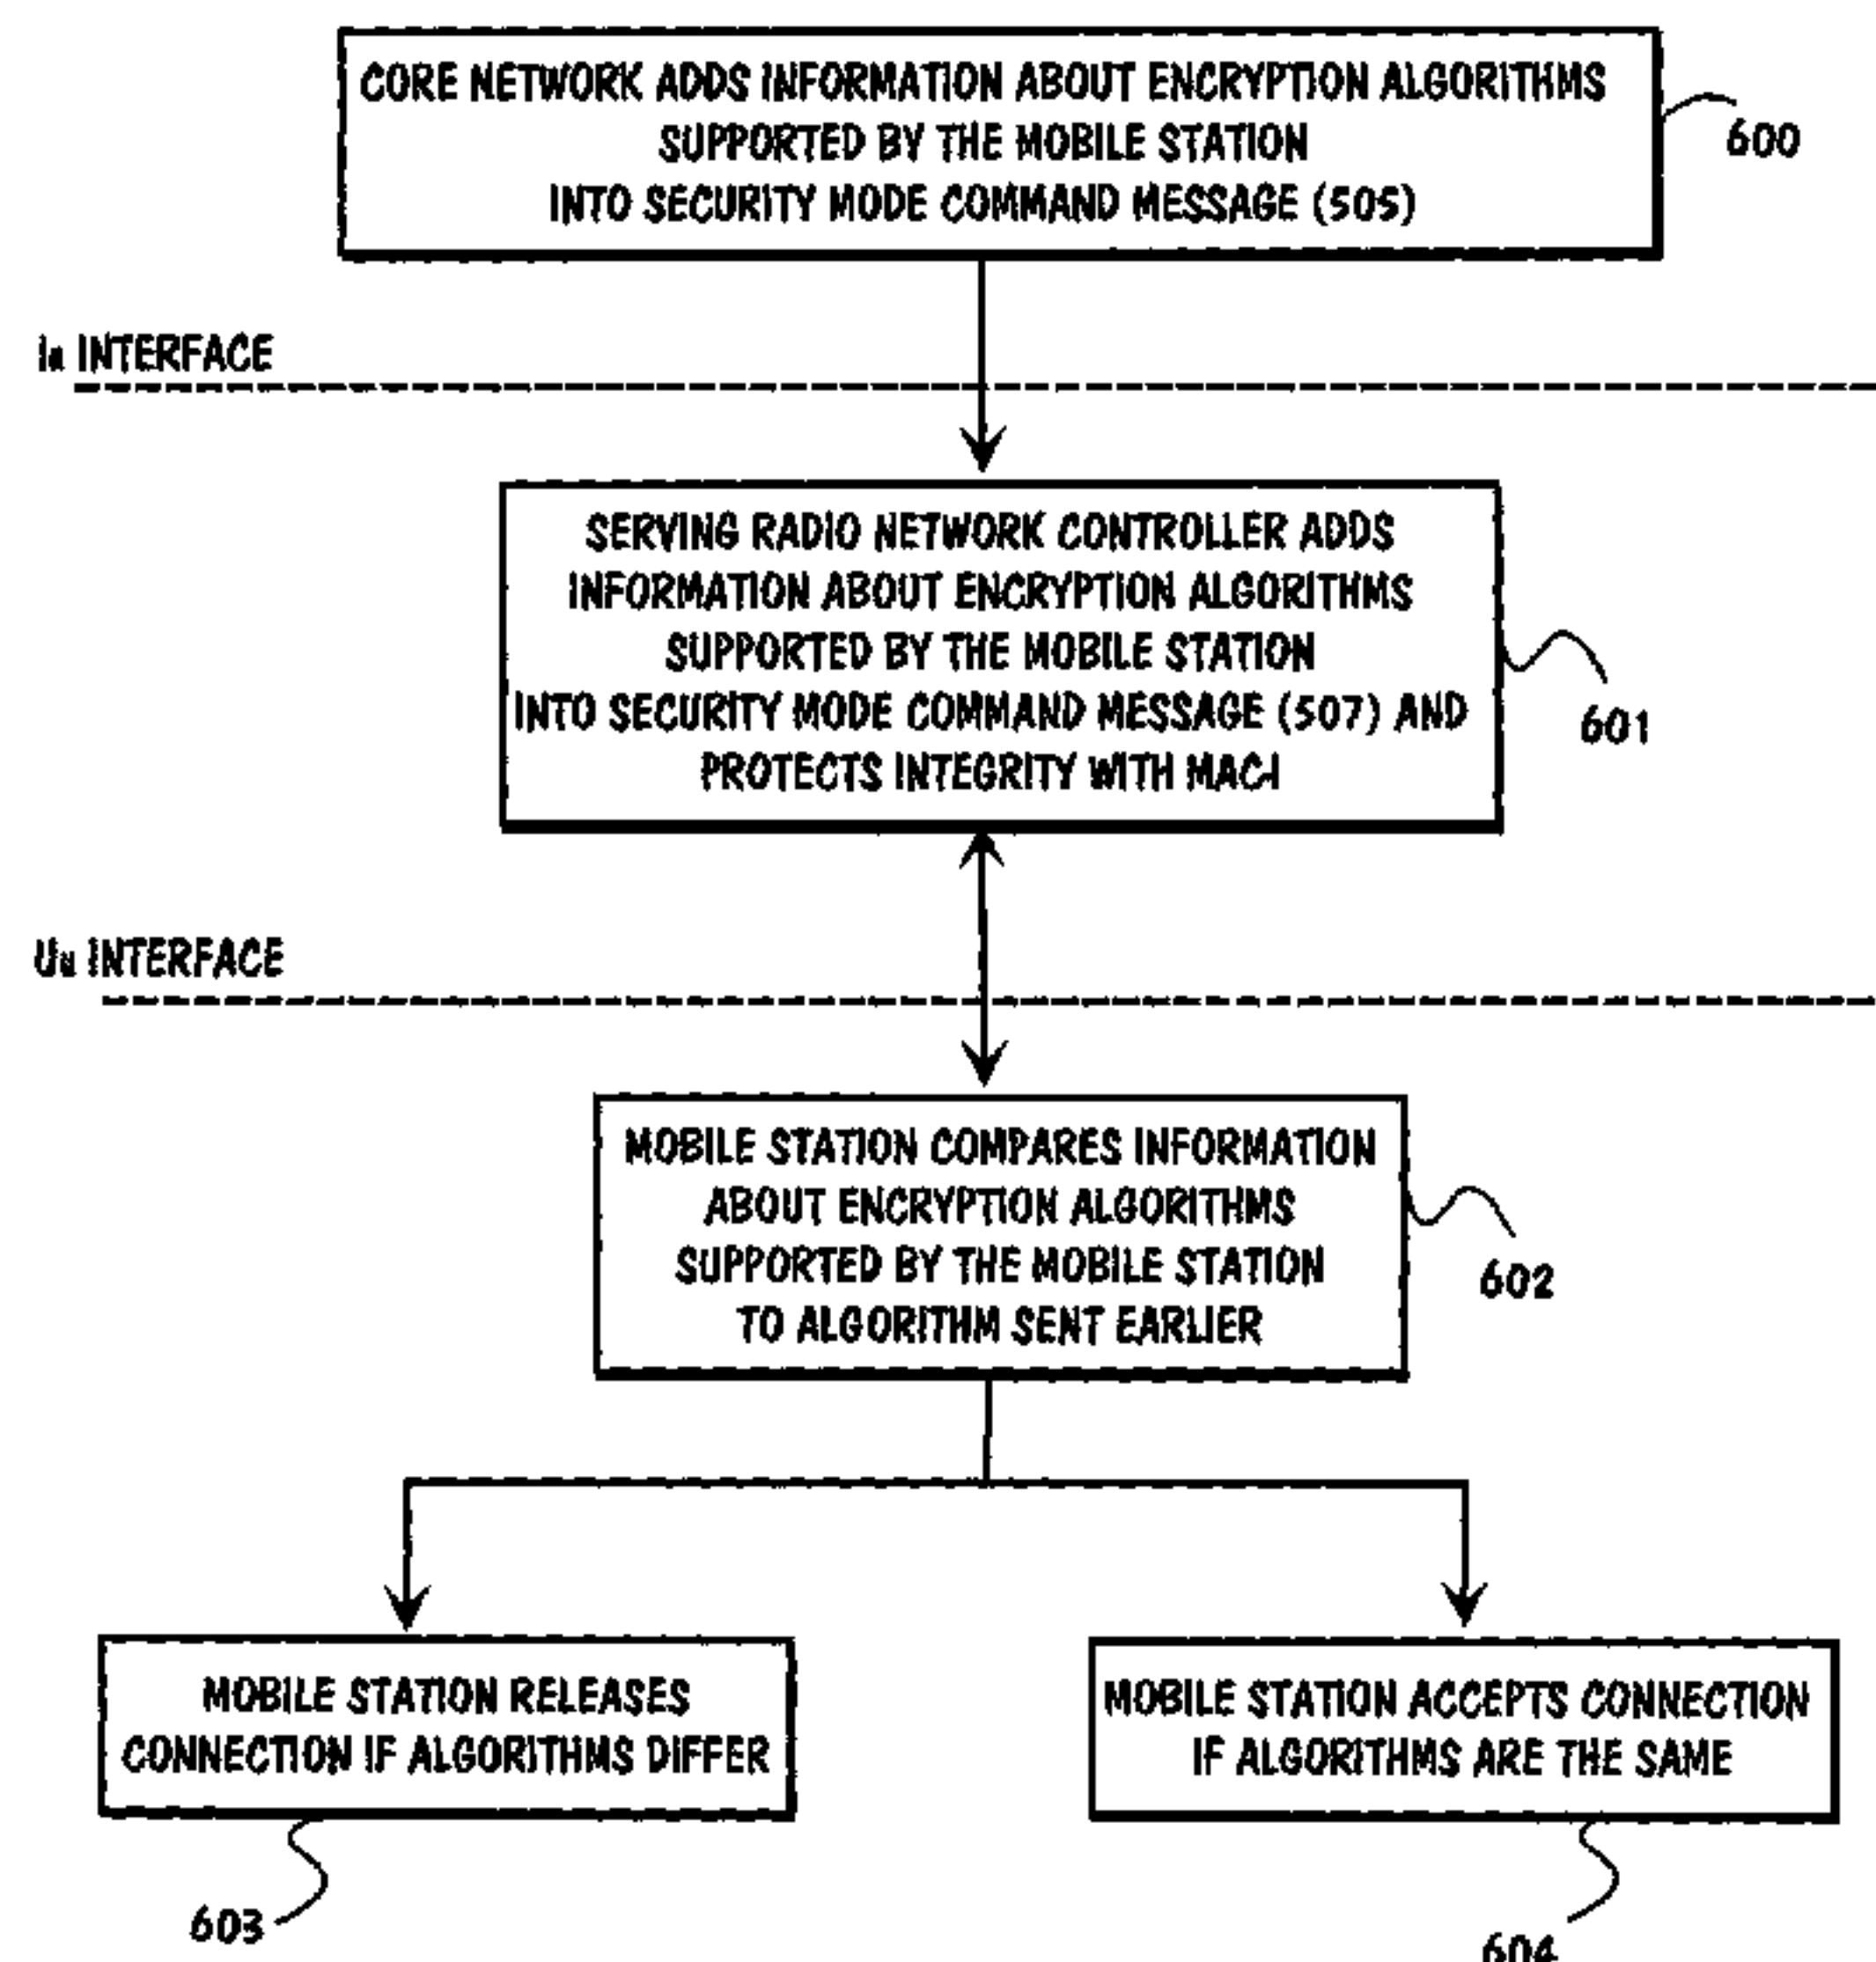 CORE NETWORK ADDS INFORMATION ABOUT ENCRYPTION ALGORITHMS
SUPPORTED BY THE MOBILE STATION
INTO SECURITY MODE COMMAND MESSAGE (505)
600
Iu INTERFACE
SERVING RADIO NETWORK CONTROLLER ADDS
INFORMATION ABOUT ENCRYPTION ALGORITHMS
SUPPORTED BY THE MOBILE STATION
INTO SECURITY MODE COMMAND MESSAGE (507) AND
PROTECTS INTEGRITY WITH MAC-I
601
Uu INTERFACE
MOBILE STATION COMPARES INFORMATION
ABOUT ENCRYPTION ALGORITHMS
SUPPORTED BY THE MOBILE STATION
TO ALGORITHM SENT EARLIER
602
MOBILE STATION RELEASES
CONNECTION IF ALGORITHMS DIFFER
603
MOBILE STATION ACCEPTS CONNECTION
IF ALGORITHMS ARE THE SAME
604